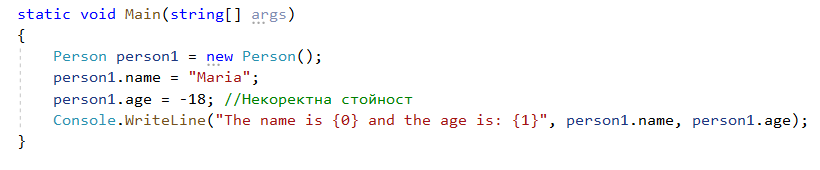 static void Main(string[] args)
{
Person person1 = new Person();
person1.name = "Maria";
person1.age = -18; //Некоректна стойност
Console.WriteLine("The name is {0} and the age is: {1}", person1.name, person1.age);
}